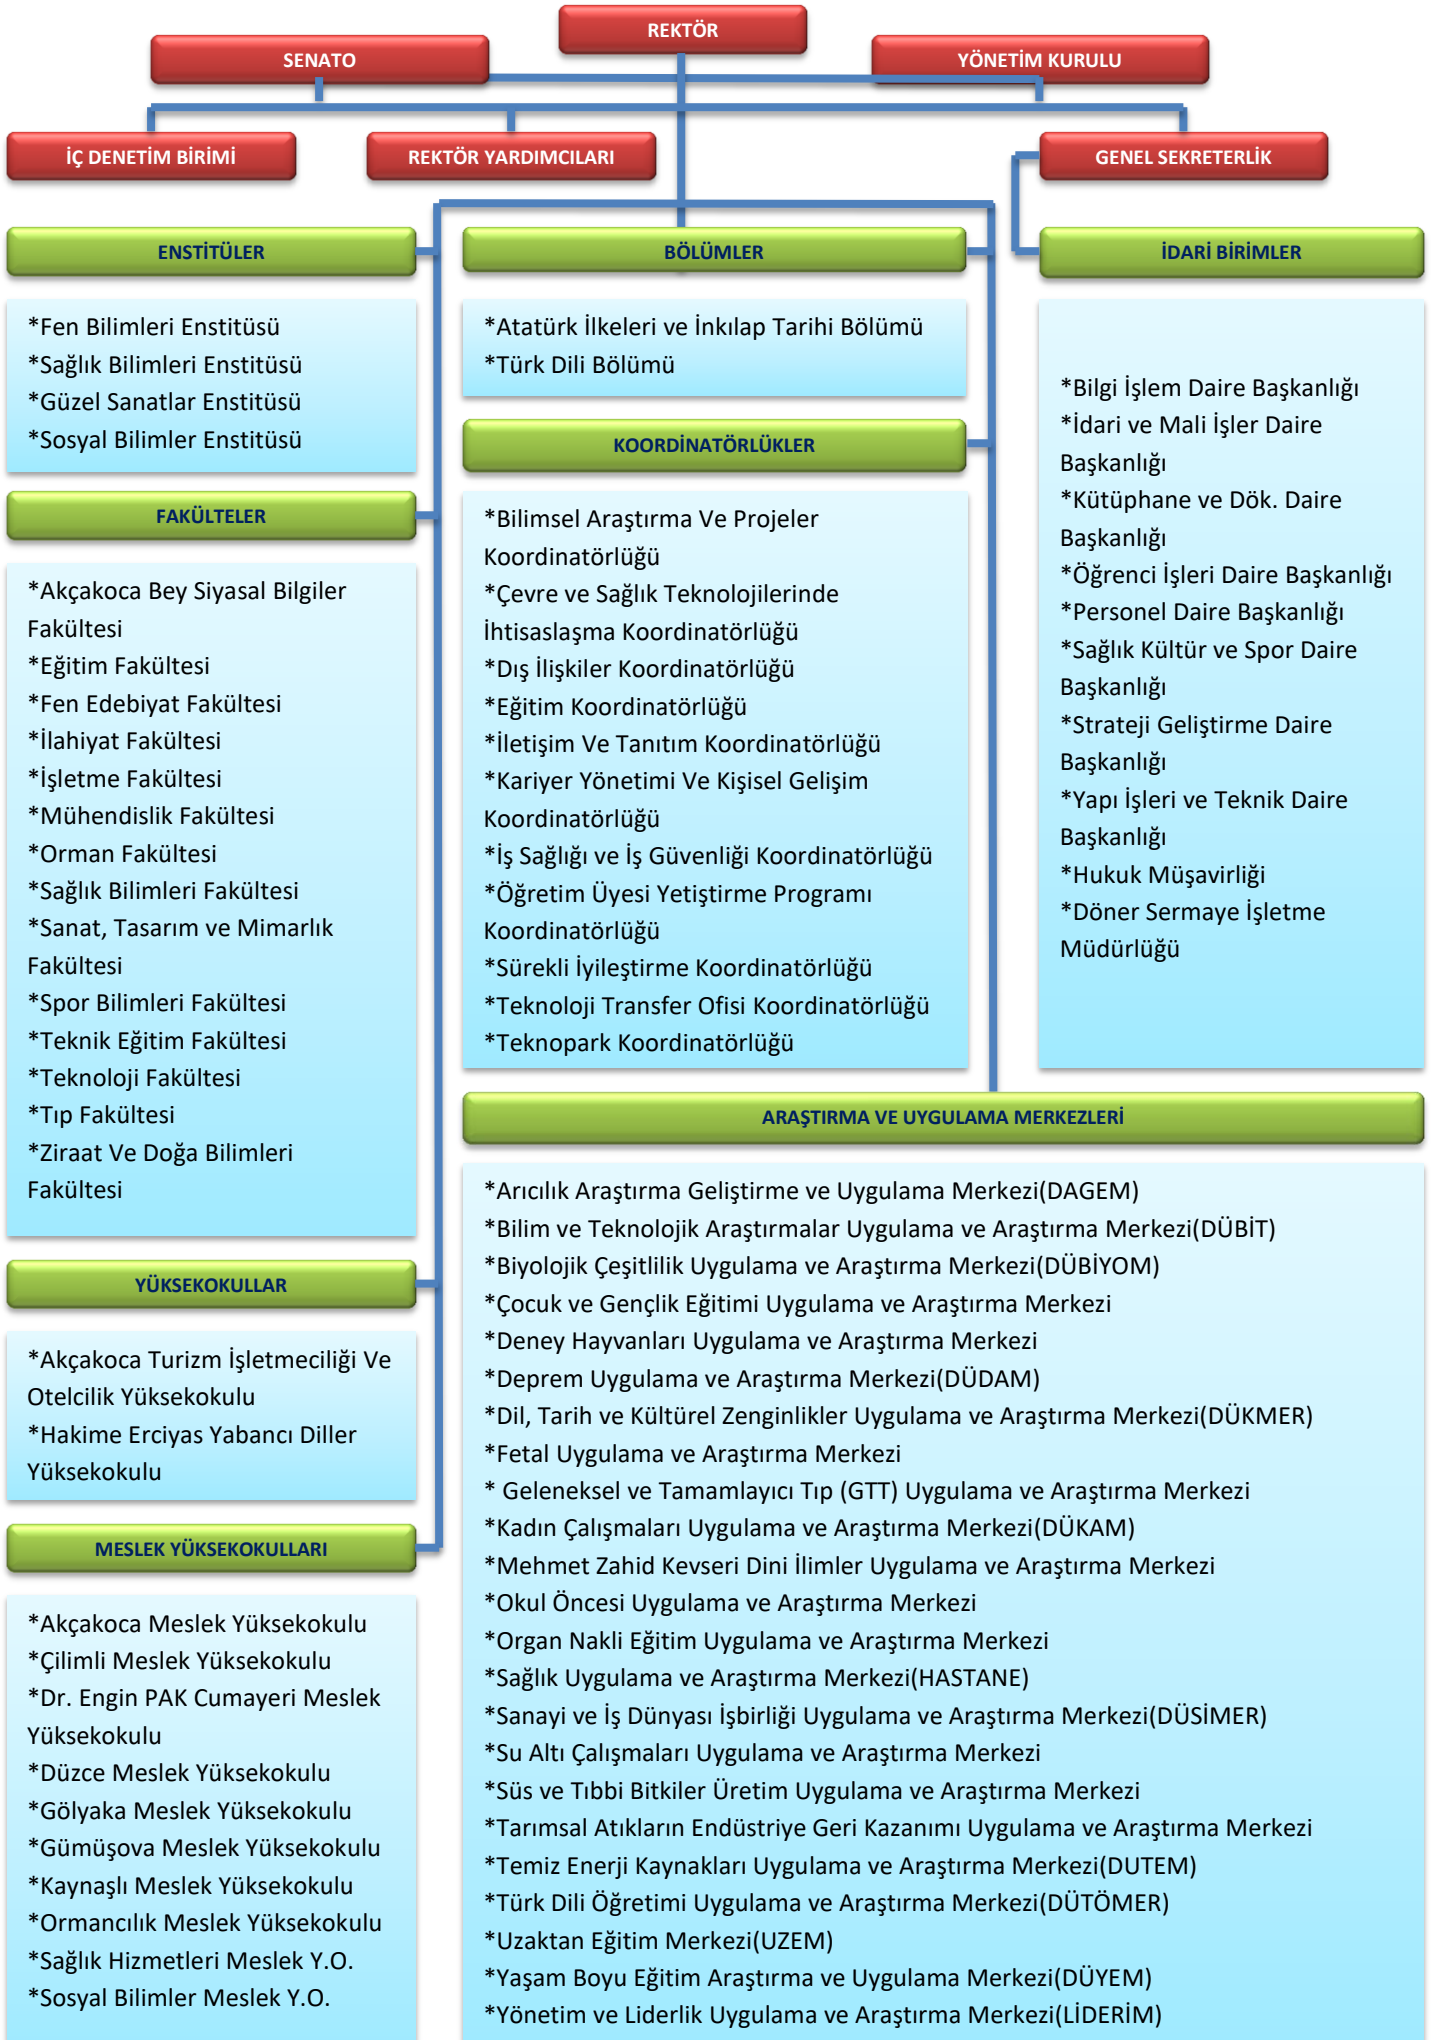 REKTÖR
SENATO
YÖNETİM KURULU
İÇ DENETİM BİRİMİ
REKTÖR YARDIMCILARI
GENEL SEKRETERLİK
ENSTİTÜLER
*Fen Bilimleri Enstitüsü
*Sağlık Bilimleri Enstitüsü
*Güzel Sanatlar Enstitüsü
*Sosyal Bilimler Enstitüsü
FAKÜLTELER
*Akçakoca Bey Siyasal Bilgiler
Fakültesi
*Eğitim Fakültesi
*Fen Edebiyat Fakültesi
*İlahiyat Fakültesi
*İşletme Fakültesi
*Mühendislik Fakültesi
*Orman Fakültesi
*Sağlık Bilimleri Fakültesi
*Sanat, Tasarım ve Mimarlık
Fakültesi
*Spor Bilimleri Fakültesi
*Teknik Eğitim Fakültesi
*Teknoloji Fakültesi
*Tıp Fakültesi
*Ziraat Ve Doğa Bilimleri
Fakültesi
YÜKSEKOKULLAR
*Akçakoca Turizm İşletmeciliği Ve
Otelcilik Yüksekokulu
*Hakime Erciyas Yabancı Diller
Yüksekokulu
MESLEK YÜKSEKOKULLARI
*Akçakoca Meslek Yüksekokulu
*Çilimli Meslek Yüksekokulu
*Dr. Engin PAK Cumayeri Meslek
Yüksekokulu
*Düzce Meslek Yüksekokulu
*Gölyaka Meslek Yüksekokulu
*Gümüşova Meslek Yüksekokulu
*Kaynaşlı Meslek Yüksekokulu
*Ormancılık Meslek Yüksekokulu
*Sağlık Hizmetleri Meslek Y.O.
*Sosyal Bilimler Meslek Y.O.
BÖLÜMLER
*Atatürk İlkeleri ve İnkılap Tarihi Bölümü
*Türk Dili Bölümü
KOORDİNATÖRLÜKLER
*Bilimsel Araştırma Ve Projeler
Koordinatörlüğü
*Çevre ve Sağlık Teknolojilerinde
İhtisaslaşma Koordinatörlüğü
*Dış İlişkiler Koordinatörlüğü
*Eğitim Koordinatörlüğü
*İletişim Ve Tanıtım Koordinatörlüğü
*Kariyer Yönetimi Ve Kişisel Gelişim
Koordinatörlüğü
*İş Sağlığı ve İş Güvenliği Koordinatörlüğü
*Öğretim Üyesi Yetiştirme Programı
Koordinatörlüğü
*Sürekli İyileştirme Koordinatörlüğü
*Teknoloji Transfer Ofisi Koordinatörlüğü
*Teknopark Koordinatörlüğü
İDARİ BİRİMLER
*Bilgi İşlem Daire Başkanlığı
*İdari ve Mali İşler Daire
Başkanlığı
*Kütüphane ve Dök. Daire
Başkanlığı
*Öğrenci İşleri Daire Başkanlığı
*Personel Daire Başkanlığı
*Sağlık Kültür ve Spor Daire
Başkanlığı
*Strateji Geliştirme Daire
Başkanlığı
*Yapı İşleri ve Teknik Daire
Başkanlığı
*Hukuk Müşavirliği
*Döner Sermaye İşletme
Müdürlüğü
ARAŞTIRMA VE UYGULAMA MERKEZLERİ
*Arıcılık Araştırma Geliştirme ve Uygulama Merkezi(DAGEM)
*Bilim ve Teknolojik Araştırmalar Uygulama ve Araştırma Merkezi(DÜBİT)
*Biyolojik Çeşitlilik Uygulama ve Araştırma Merkezi(DÜBİYOM)
*Çocuk ve Gençlik Eğitimi Uygulama ve Araştırma Merkezi
*Deney Hayvanları Uygulama ve Araştırma Merkezi
*Deprem Uygulama ve Araştırma Merkezi(DÜDAM)
*Dil, Tarih ve Kültürel Zenginlikler Uygulama ve Araştırma Merkezi(DÜKMER)
*Fetal Uygulama ve Araştırma Merkezi
* Geleneksel ve Tamamlayıcı Tıp (GTT) Uygulama ve Araştırma Merkezi
*Kadın Çalışmaları Uygulama ve Araştırma Merkezi(DÜKAM)
*Mehmet Zahid Kevseri Dini İlimler Uygulama ve Araştırma Merkezi
*Okul Öncesi Uygulama ve Araştırma Merkezi
*Organ Nakli Eğitim Uygulama ve Araştırma Merkezi
*Sağlık Uygulama ve Araştırma Merkezi(HASTANE)
*Sanayi ve İş Dünyası İşbirliği Uygulama ve Araştırma Merkezi(DÜSİMER)
*Su Altı Çalışmaları Uygulama ve Araştırma Merkezi
*Süs ve Tıbbi Bitkiler Üretim Uygulama ve Araştırma Merkezi
*Tarımsal Atıkların Endüstriye Geri Kazanımı Uygulama ve Araştırma Merkezi
*Temiz Enerji Kaynakları Uygulama ve Araştırma Merkezi(DUTEM)
*Türk Dili Öğretimi Uygulama ve Araştırma Merkezi(DÜTÖMER)
*Uzaktan Eğitim Merkezi(UZEM)
*Yaşam Boyu Eğitim Araştırma ve Uygulama Merkezi(DÜYEM)
*Yönetim ve Liderlik Uygulama ve Araştırma Merkezi(LİDERİM)